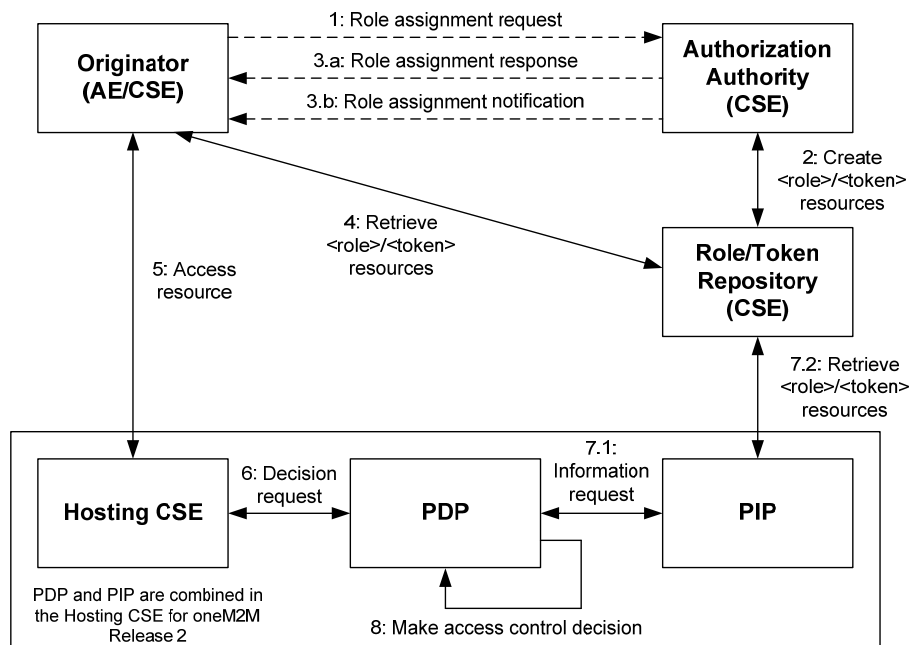 1: Role assignment request
Originator
(AE/CSE)
Authorization
Authority
(CSE)
3.a: Role assignment response
3.b: Role assignment notification
2: Create
<role>/<token>
resources
4: Retrieve
<role>/<token>
resources
5: Access
resource
Role/Token
Repository
(CSE)
7.2: Retrieve
<role>/<token>
resources
Hosting CSE
6: Decision
request
PDP
7.1:
Information
request
PIP
PDP and PIP are combined in
the Hosting CSE for oneM2M
Release 2
8: Make access control decision